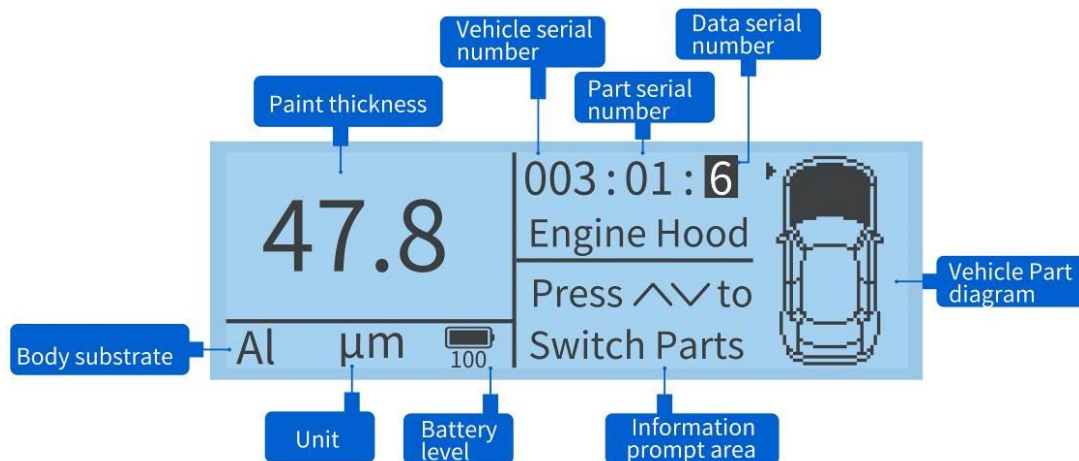 Vehicle serial
number
Data serial
number
Paint thickness
Part serial
number
003:01:6
47.8
Engine Hood
Press ᐱᐯ to
Switch Parts
Vehicle Part
diagram
Body substrate
Al
µm
100
Unit
Battery
level
Information
prompt area